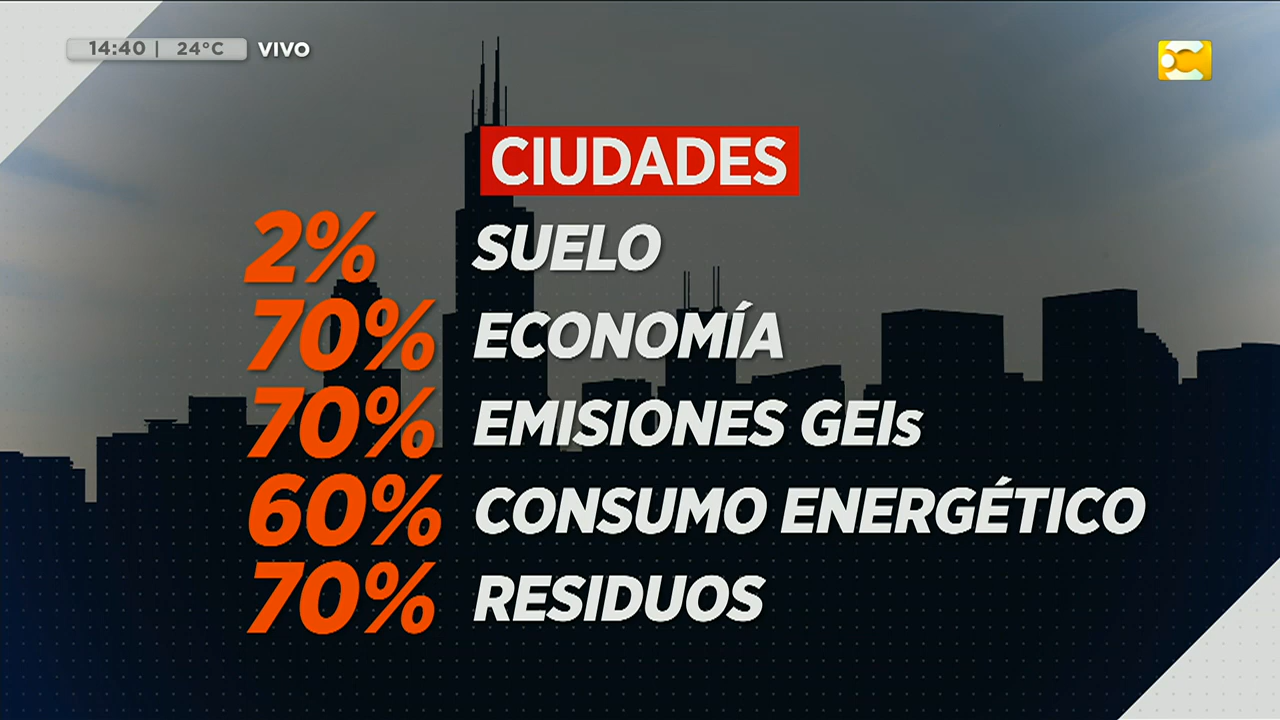 14:40 | 24°C VIVO
CIUDADES
2% SUELO
70% ECONOMÍA
70% EMISIONES GEIs
60% CONSUMO ENERGÉTICO
70% RESIDUOS